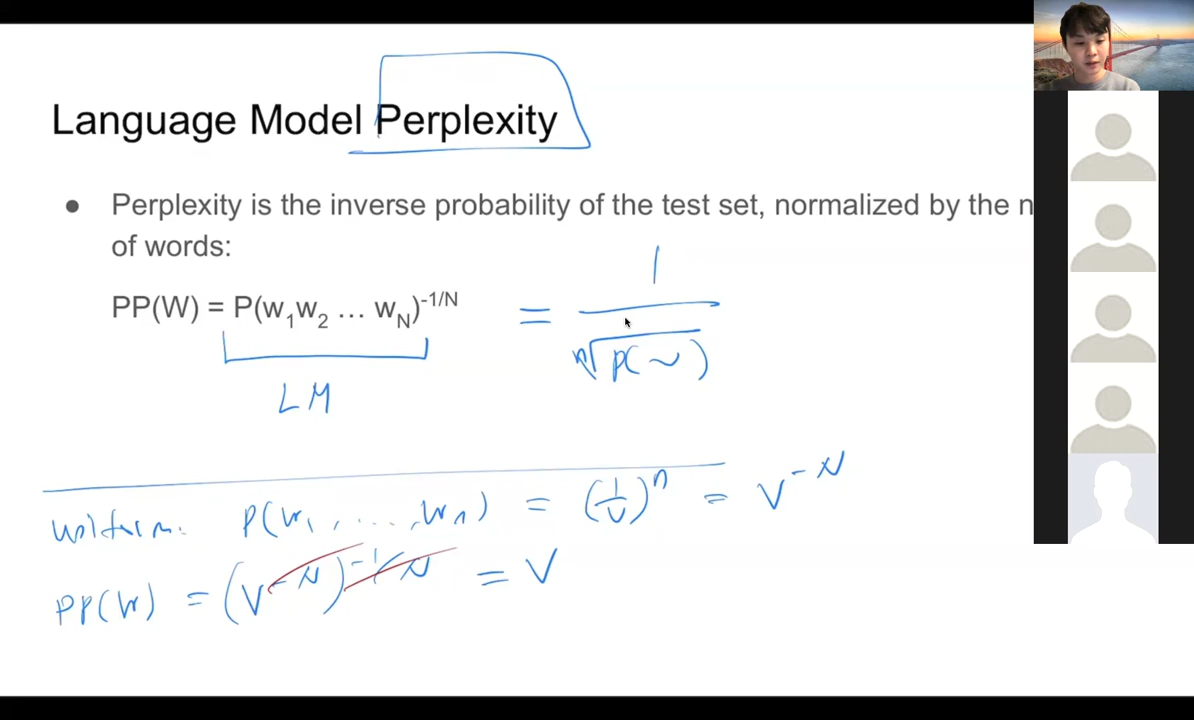 Language Model Perplexity
● Perplexity is the inverse probability of the test set, normalized by the n
of words:
PP(W) = P(w₁w₂ … w_N)^-1/N = 1 / ⁿ√P(~)
LM
Uniform: P(w₁, ..., wₙ) = (1/V)ⁿ = V^-N
PP(W) = (V^-N)^-1/N = V